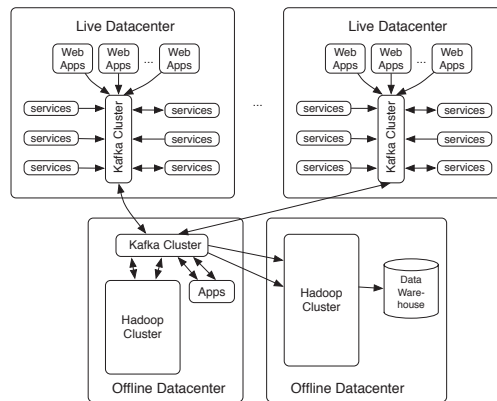 Live Datacenter
Web
Apps
Web
Apps
...
Web
Apps
services
services
services
Kafka Cluster
services
services
services
...
Live Datacenter
Web
Apps
Web
Apps
...
Web
Apps
services
services
services
Kafka Cluster
services
services
services
Kafka Cluster
Hadoop
Cluster
Apps
Offline Datacenter
Hadoop
Cluster
Data
Ware-
house
Offline Datacenter